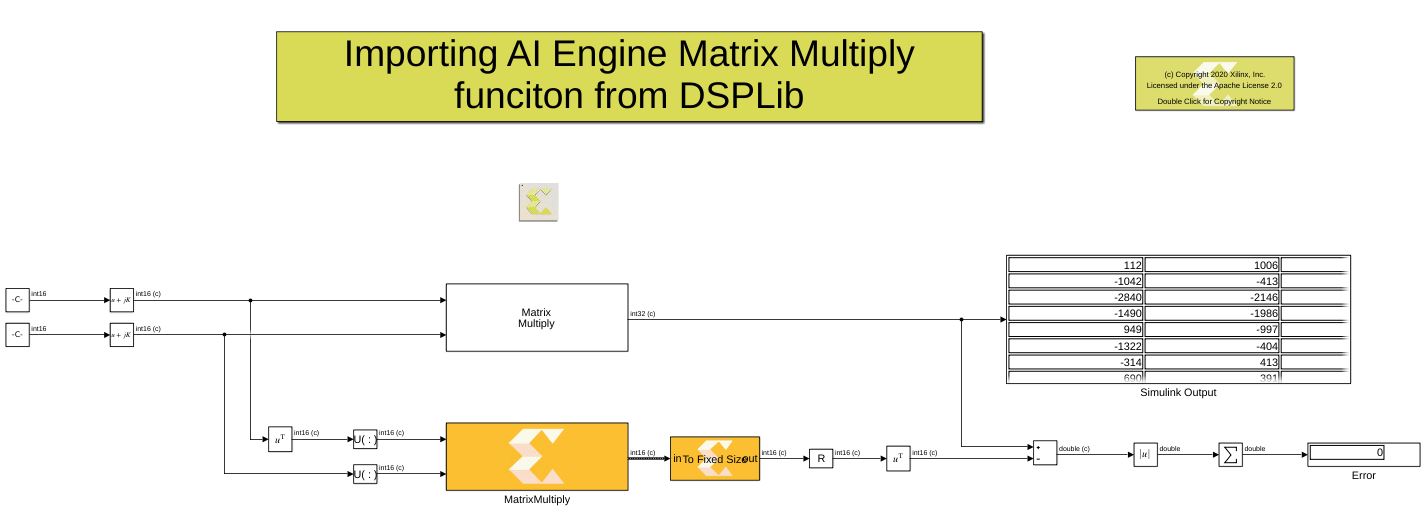 Importing AI Engine Matrix Multiply
funciton from DSPLib
(c) Copyright 2020 Xilinx, Inc.
Licensed under the Apache License 2.0
Double Click for Copyright Notice
112 1006
-1042 -413
-2840 -2146
-1490 -1986
949 -997
-1322 -404
-314 413
690 391
Simulink Output
-C- int16 u + jK int16 (c)
-C- int16 u + jK int16 (c)
Matrix
Multiply
int32 (c)
uT int16 (c) U( : ) int16 (c)
U( : ) int16 (c)
MatrixMultiply
int16 (c) in To Fixed Size out int16 (c) R int16 (c) uT int16 (c)
+
−
double (c) |u| double ∑ double 0
Error